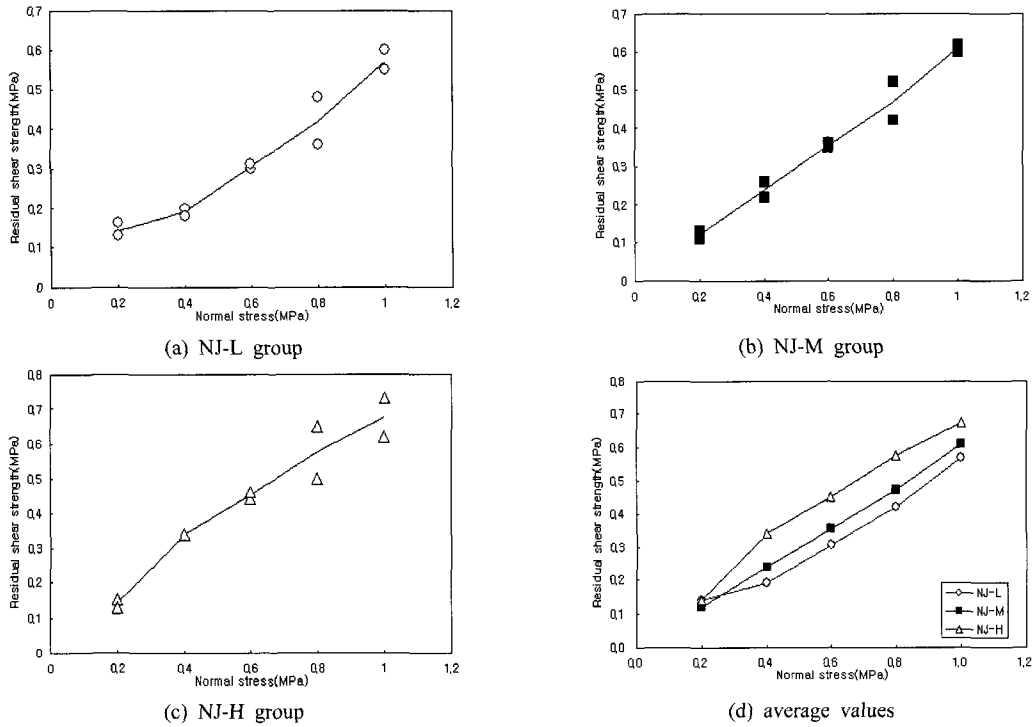 Residual shear strength(MPa)
0,7
0,6
0,5
0,4
0,3
0,2
0,1
0
0 0,2 0,4 0,6 0,8 1 1,2
Normal stress(MPa)
(a) NJ-L group
Residual shear strength(MPa)
0,7
0,6
0,5
0,4
0,3
0,2
0,1
0
0 0,2 0,4 0,6 0,8 1 1,2
Normal stress(MPa)
(b) NJ-M group
Residual shear strength(MPa)
0,8
0,7
0,6
0,5
0,4
0,3
0,2
0,1
0
0 0,2 0,4 0,6 0,8 1 1,2
Normal stress(MPa)
(c) NJ-H group
Residual shear strength(MPa)
0,8
0,7
0,6
0,5
0,4
0,3
0,2
0,1
0,0
0,0 0,2 0,4 0,6 0,8 1,0 1,2
Normal stress(MPa)
NJ-L
NJ-M
NJ-H
(d) average values